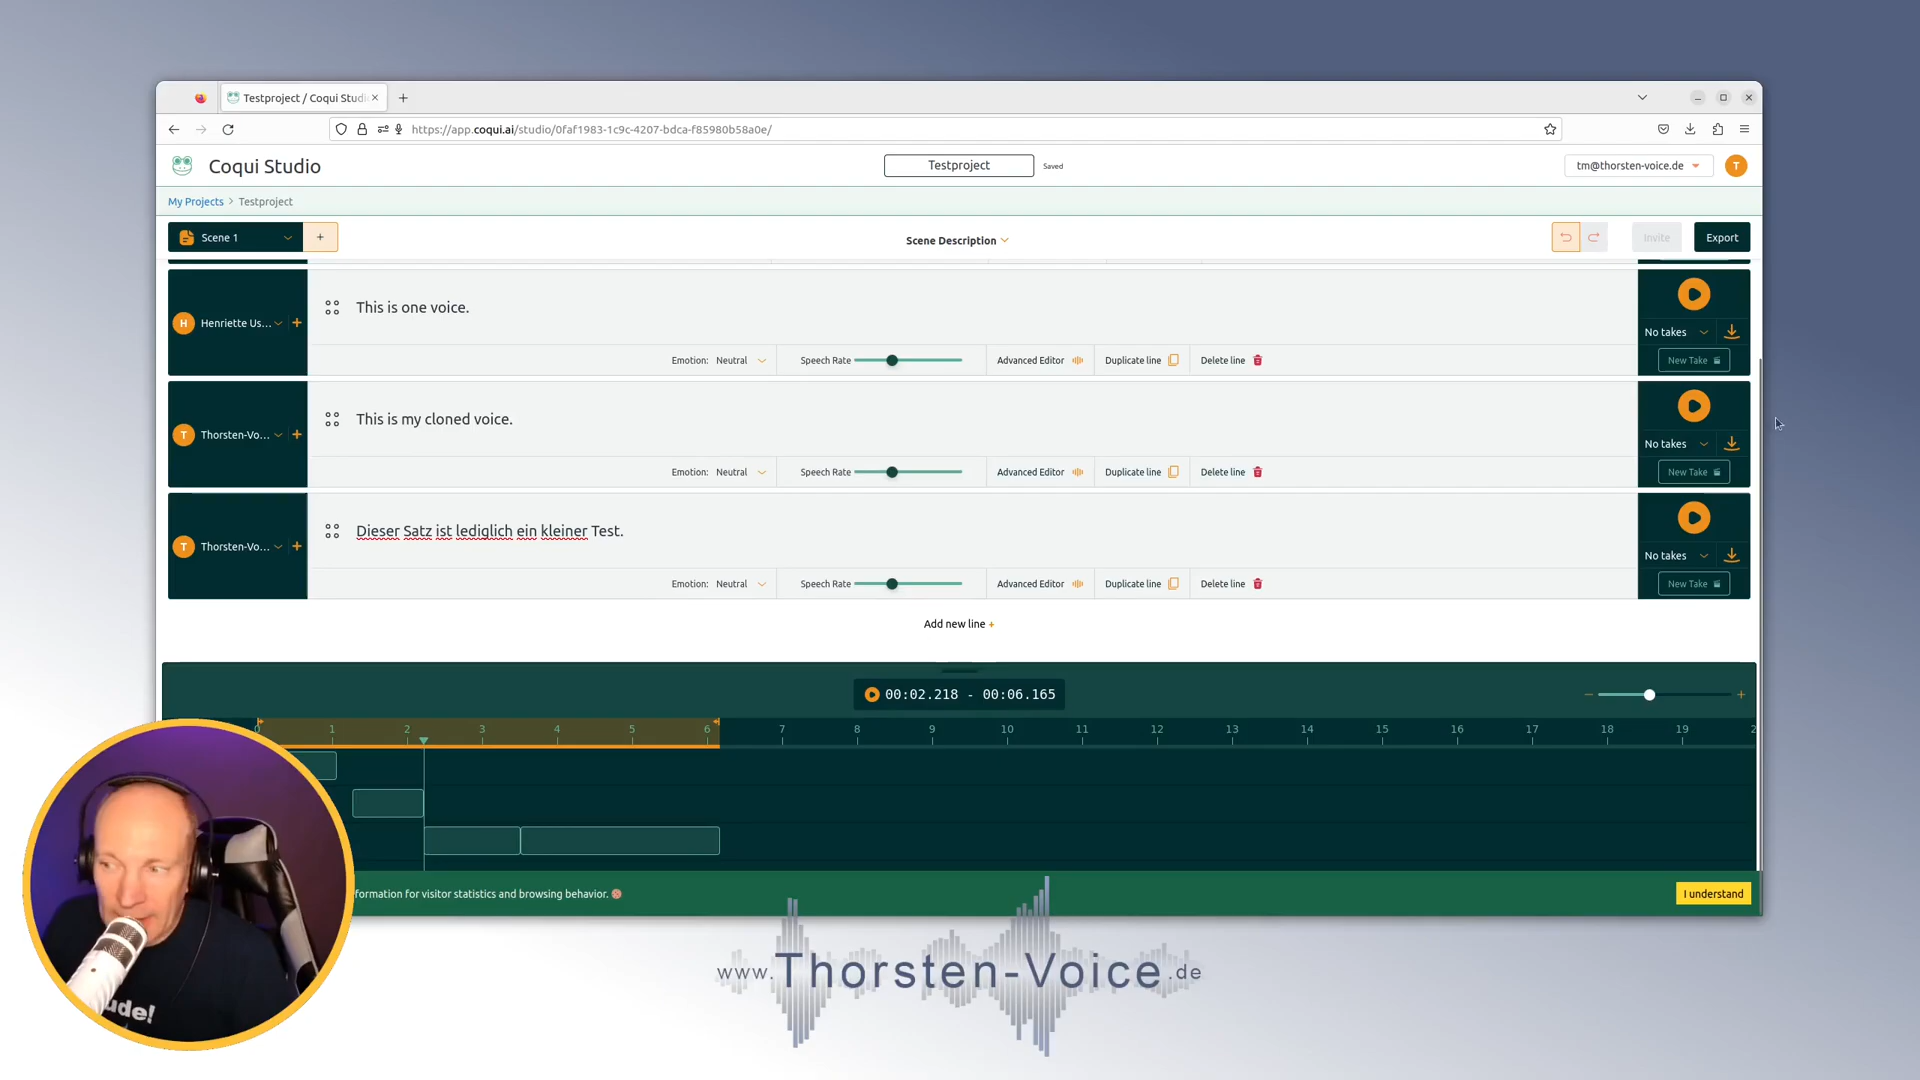 Testproject / Coqui Studi
https://app.coqui.ai/studio/0faf1983-1c9c-4207-bdca-f85980b58a0e/
Coqui Studio
Testproject
Saved
tm@thorsten-voice.de
T
My Projects > Testproject
Scene 1
+
Scene Description
Invite
Export
H
Henriette Us...
+
This is one voice.
Emotion: Neutral
Speech Rate
Advanced Editor
Duplicate line
Delete line
No takes
New Take
T
Thorsten-Vo...
+
This is my cloned voice.
Emotion: Neutral
Speech Rate
Advanced Editor
Duplicate line
Delete line
No takes
New Take
T
Thorsten-Vo...
+
Dieser Satz ist lediglich ein kleiner Test.
Emotion: Neutral
Speech Rate
Advanced Editor
Duplicate line
Delete line
No takes
New Take
Add new line +
00:02.218 - 00:06.165
0 1 2 3 4 5 6 7 8 9 10 11 12 13 14 15 16 17 18 19 2
formation for visitor statistics and browsing behavior.
I understand
ude!
www.Thorsten-Voice.de